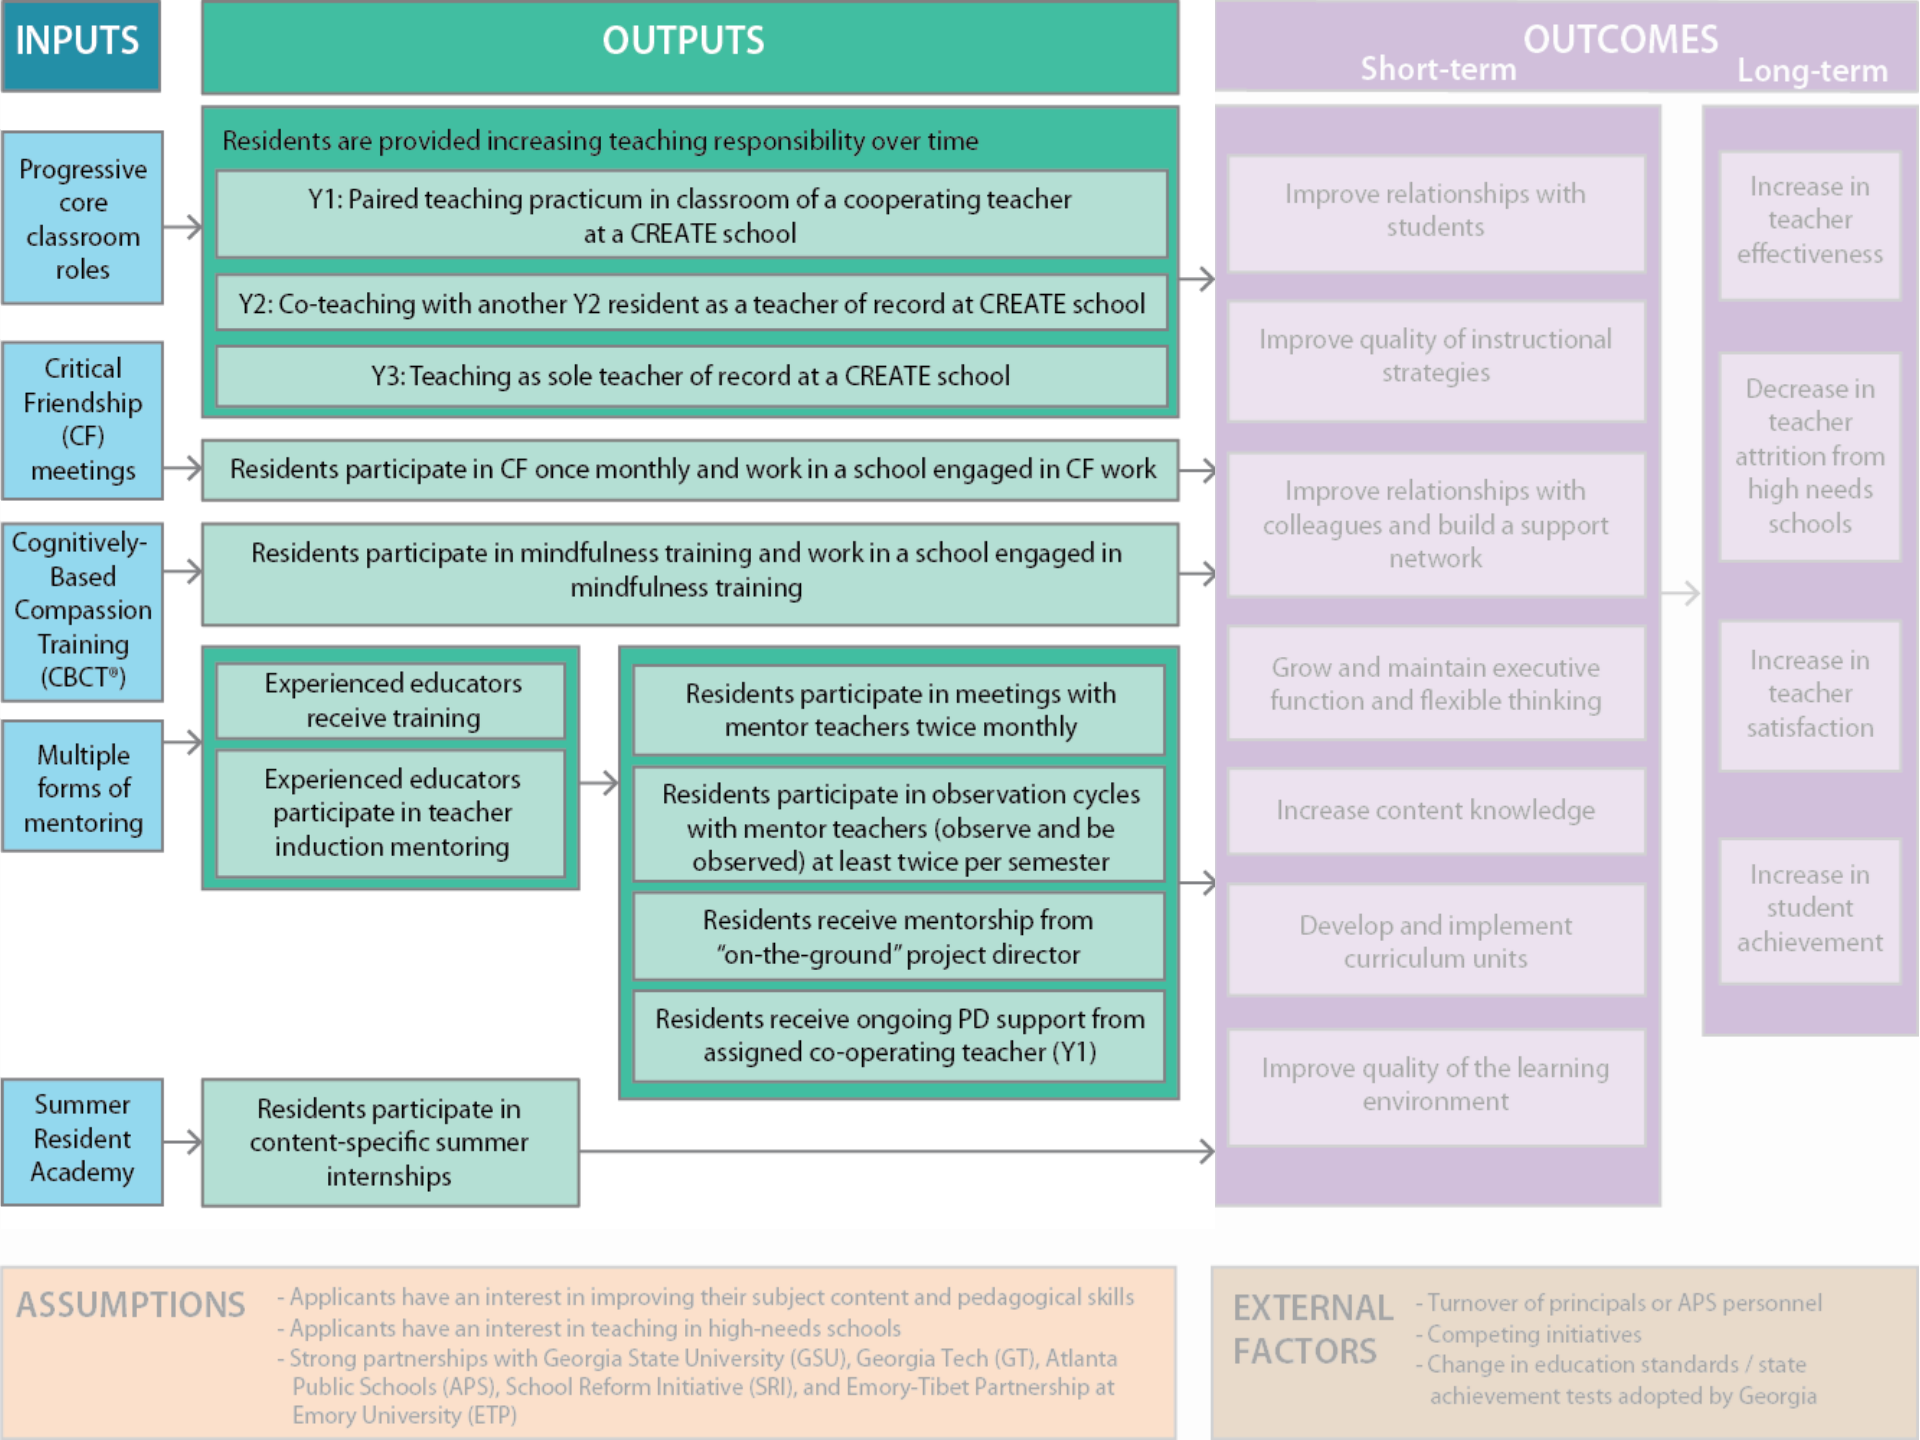 INPUTS
OUTPUTS
OUTCOMES
Short-term
Long-term
Progressive
core
classroom
roles
Residents are provided increasing teaching responsibility over time
Y1: Paired teaching practicum in classroom of a cooperating teacher
at a CREATE school
Y2: Co-teaching with another Y2 resident as a teacher of record at CREATE school
Y3: Teaching as sole teacher of record at a CREATE school
Critical
Friendship
(CF)
meetings
Residents participate in CF once monthly and work in a school engaged in CF work
Cognitively-
Based
Compassion
Training
(CBCT®)
Residents participate in mindfulness training and work in a school engaged in
mindfulness training
Multiple
forms of
mentoring
Experienced educators
receive training
Experienced educators
participate in teacher
induction mentoring
Residents participate in meetings with
mentor teachers twice monthly
Residents participate in observation cycles
with mentor teachers (observe and be
observed) at least twice per semester
Residents receive mentorship from
“on-the-ground” project director
Residents receive ongoing PD support from
assigned co-operating teacher (Y1)
Summer
Resident
Academy
Residents participate in
content-specific summer
internships
Improve relationships with
students
Improve quality of instructional
strategies
Improve relationships with
colleagues and build a support
network
Grow and maintain executive
function and flexible thinking
Increase content knowledge
Develop and implement
curriculum units
Improve quality of the learning
environment
Increase in
teacher
effectiveness
Decrease in
teacher
attrition from
high needs
schools
Increase in
teacher
satisfaction
Increase in
student
achievement
ASSUMPTIONS
- Applicants have an interest in improving their subject content and pedagogical skills
- Applicants have an interest in teaching in high-needs schools
- Strong partnerships with Georgia State University (GSU), Georgia Tech (GT), Atlanta
Public Schools (APS), School Reform Initiative (SRI), and Emory-Tibet Partnership at
Emory University (ETP)
EXTERNAL
FACTORS
- Turnover of principals or APS personnel
- Competing initiatives
- Change in education standards / state
achievement tests adopted by Georgia